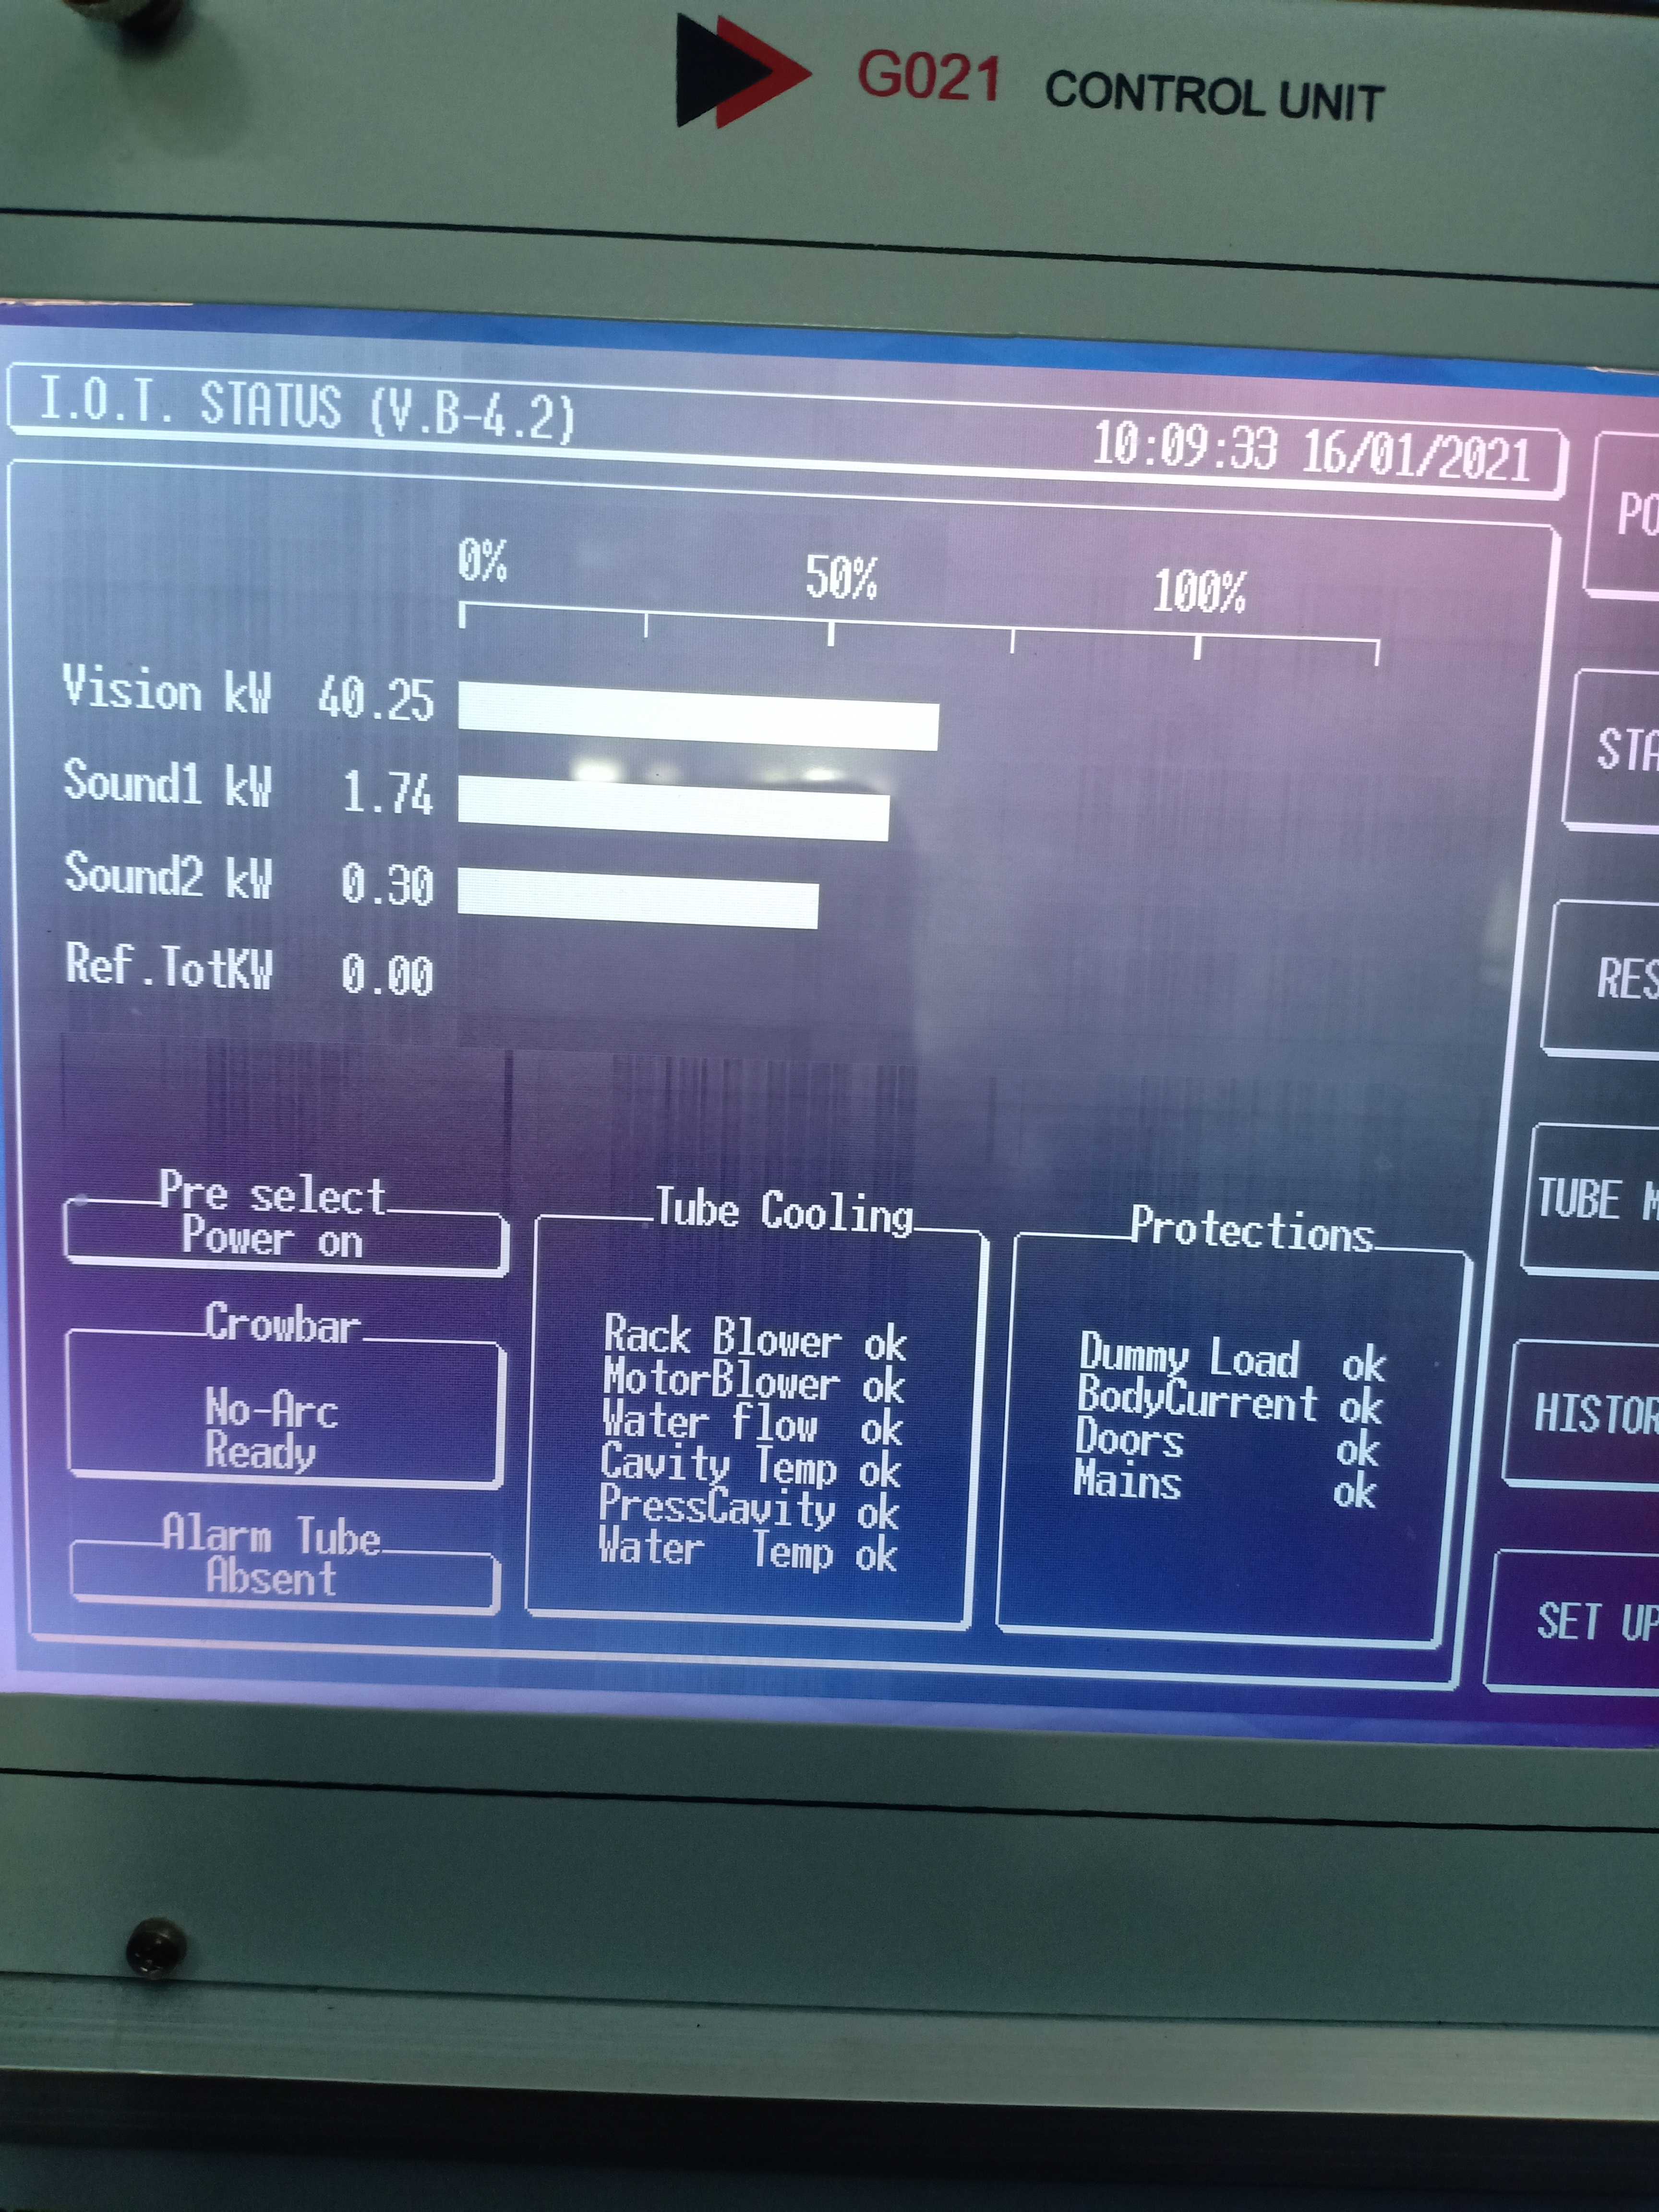 G021 CONTROL UNIT
I.O.T. STATUS (V.B-4.2)
10:09:33 16/01/2021
0% 50% 100%
Vision kW 40.25
Sound1 kW 1.74
Sound2 kW 0.30
Ref.TotKW 0.00
Pre select
Power on
Crowbar
No-Arc
Ready
Alarm Tube
Absent
Tube Cooling
Rack Blower ok
MotorBlower ok
Water flow ok
Cavity Temp ok
PressCavity ok
Water Temp ok
Protections
Dummy Load ok
BodyCurrent ok
Doors ok
Mains ok
PO
STA
RES
TUBE M
HISTOR
SET UP